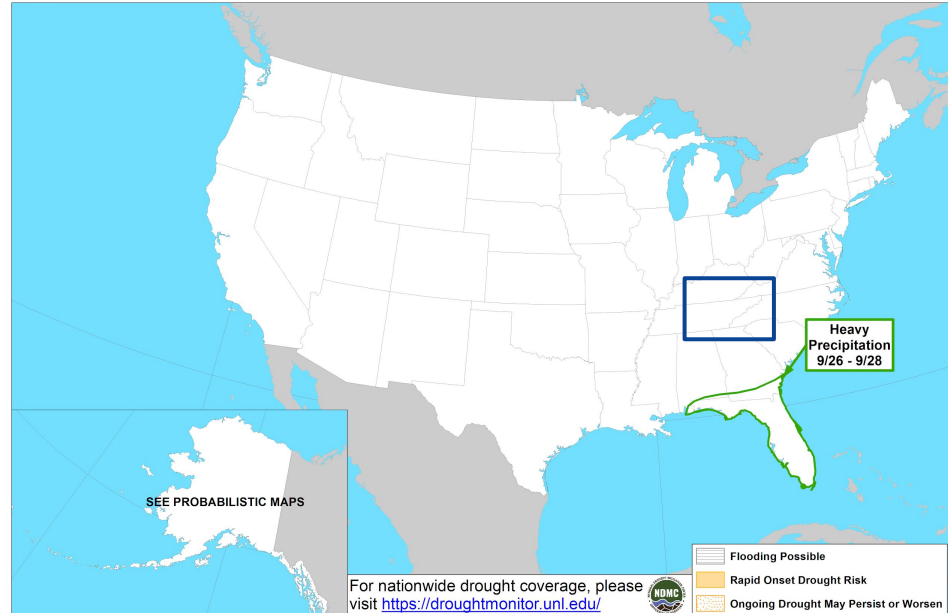 Heavy
Precipitation
9/26 - 9/28
SEE PROBABILISTIC MAPS
For nationwide drought coverage, please
visit https://droughtmonitor.unl.edu/
NDMC
Flooding Possible
Rapid Onset Drought Risk
Ongoing Drought May Persist or Worsen